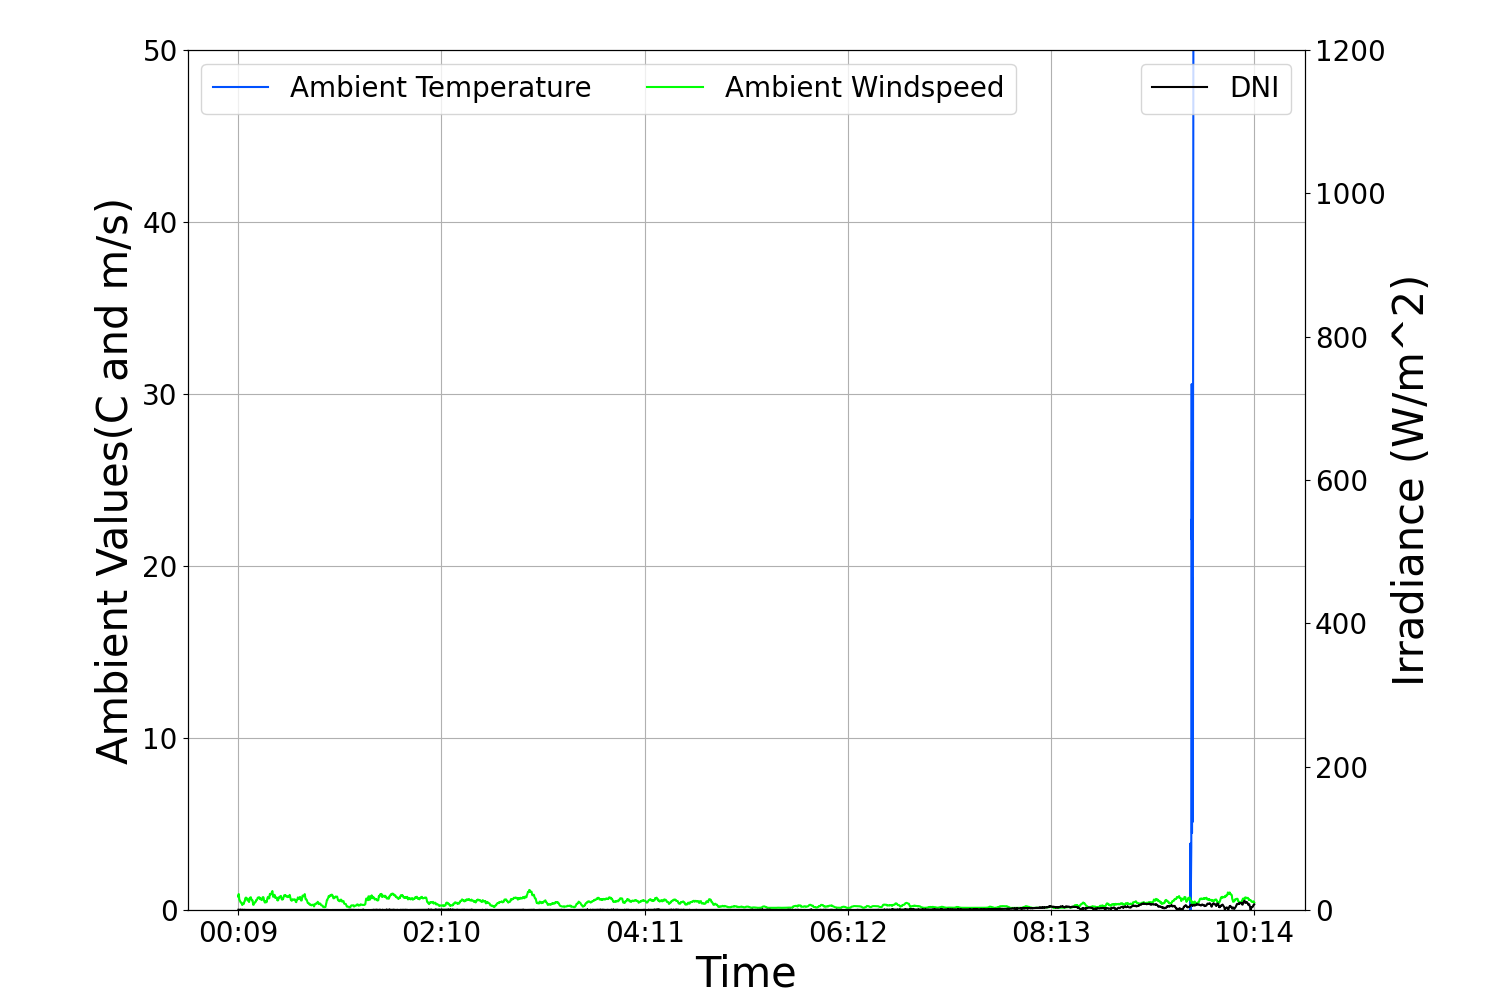 Ambient Temperature Ambient Windspeed DNI
Ambient Values(C and m/s)
50
40
30
20
10
0
1200
1000
800
600
400
200
0
Irradiance (W/m^2)
00:09 02:10 04:11 06:12 08:13 10:14
Time